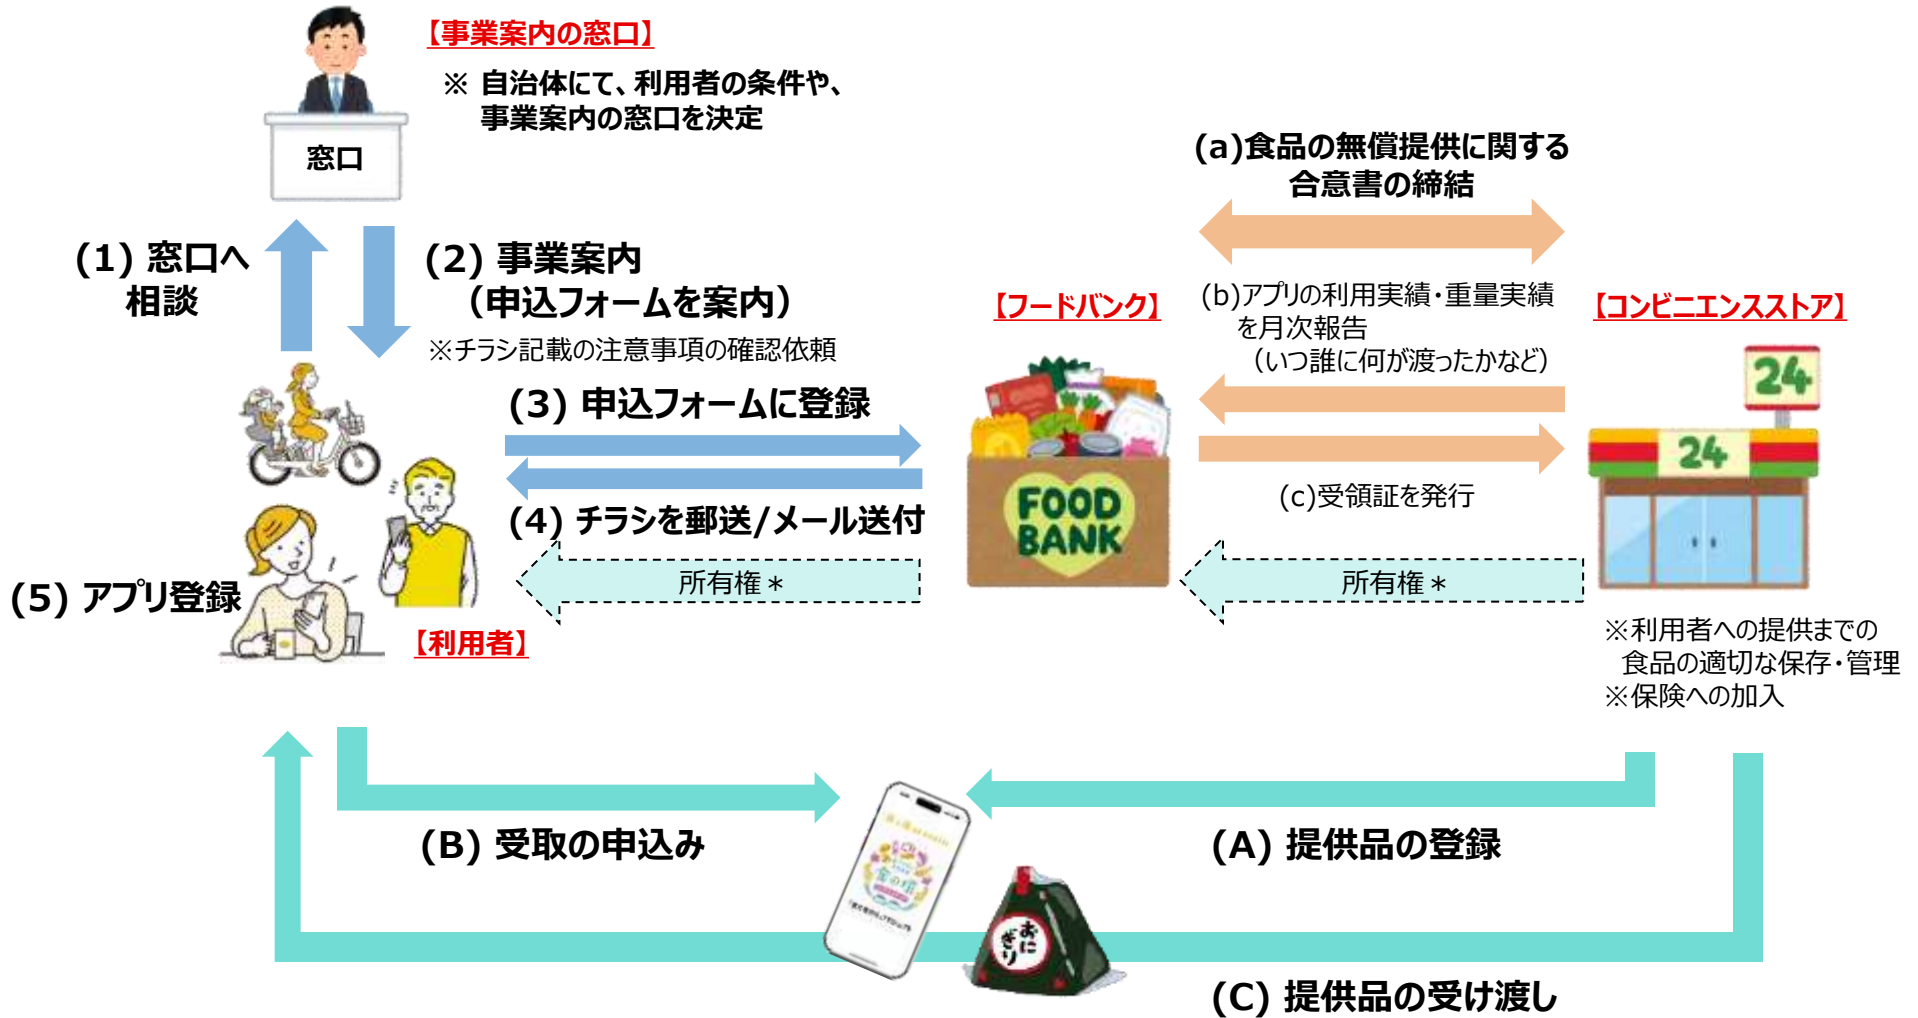 【事業案内の窓口】
※ 自治体にて、利用者の条件や、
事業案内の窓口を決定
窓口
(1) 窓口へ
相談
(2) 事業案内
（申込フォームを案内）
※チラシ記載の注意事項の確認依頼
(3) 申込フォームに登録
(4) チラシを郵送/メール送付
所有権＊
(5) アプリ登録
【利用者】
【フードバンク】
FOOD
BANK
(a)食品の無償提供に関する
合意書の締結
(b)アプリの利用実績・重量実績
を月次報告
（いつ誰に何が渡ったかなど）
(c)受領証を発行
所有権＊
【コンビニエンスストア】
24
24
※利用者への提供までの
食品の適切な保存・管理
※保険への加入
(B) 受取の申込み
(A) 提供品の登録
おに
ぎり
(C) 提供品の受け渡し